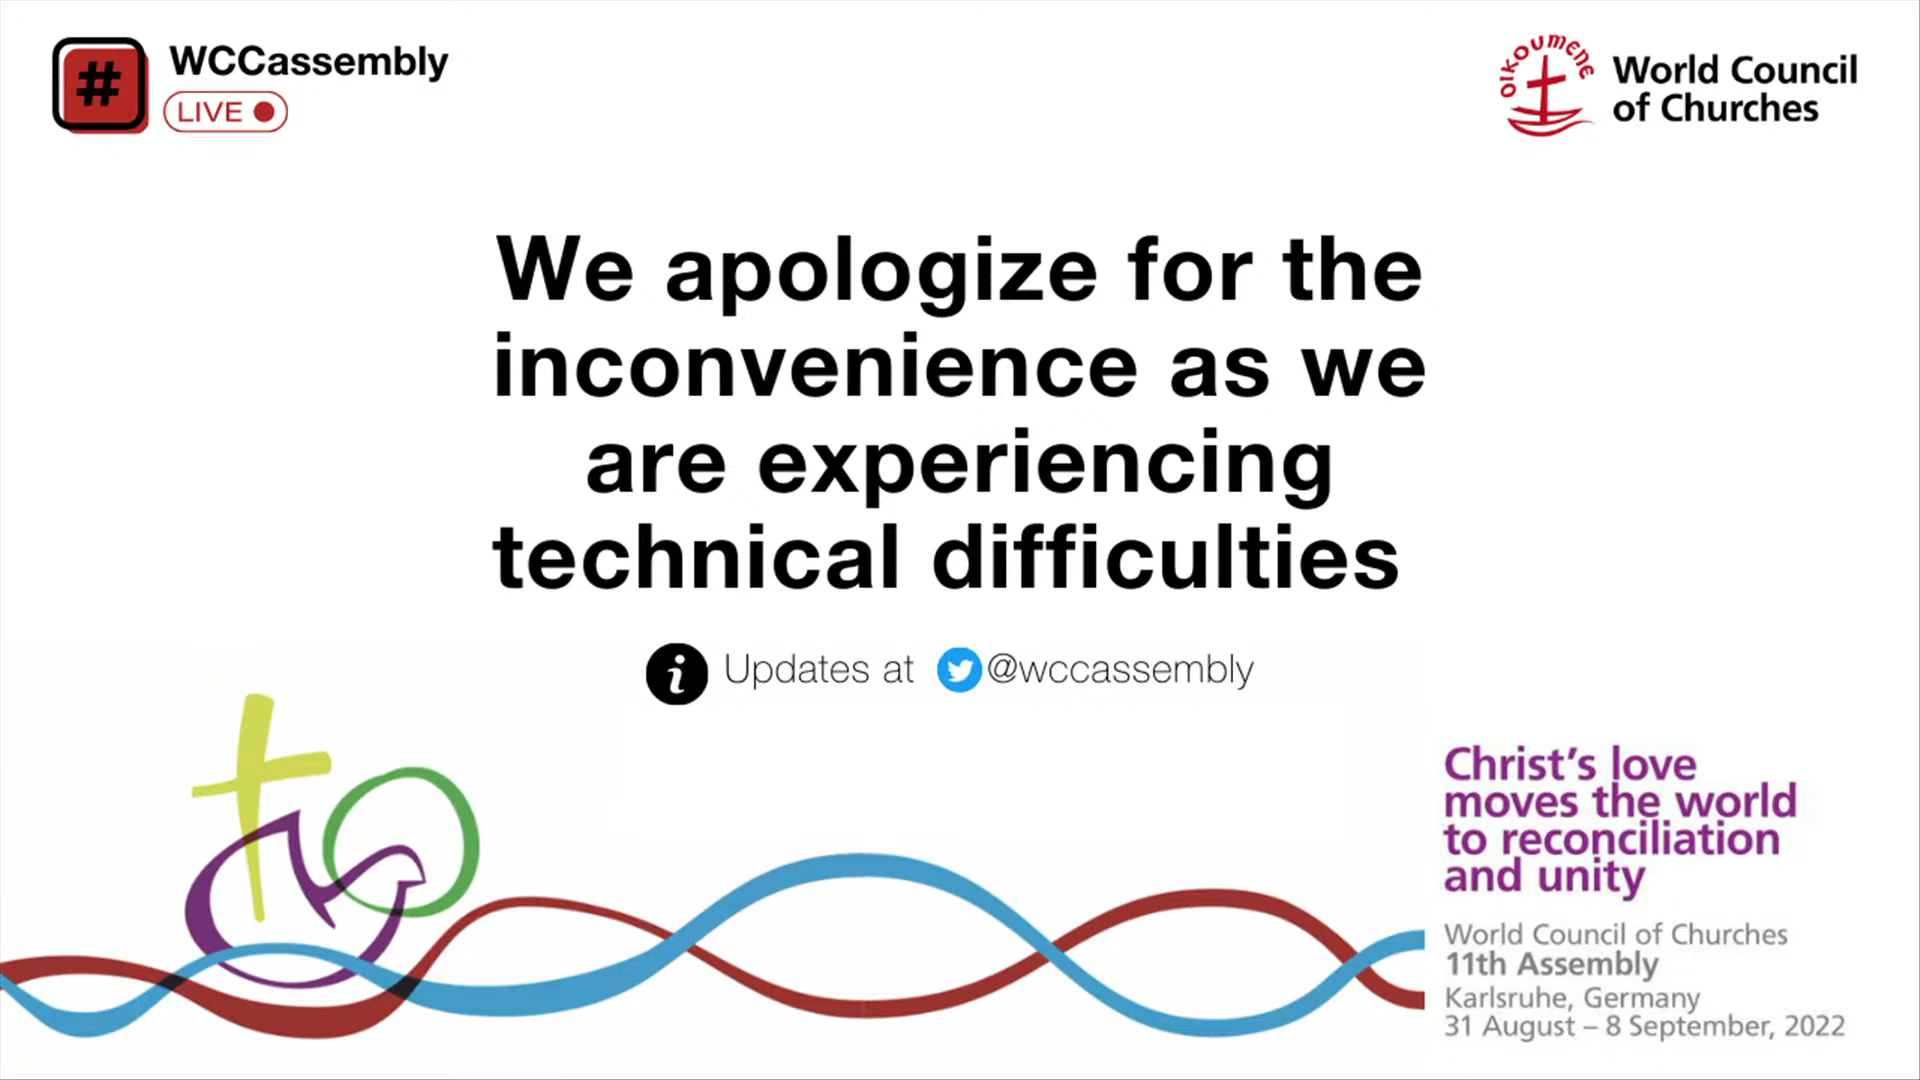 # WCCassembly
LIVE
OIKOUMENE
World Council
of Churches
We apologize for the
inconvenience as we
are experiencing
technical difficulties
i Updates at @wccassembly
Christ's love
moves the world
to reconciliation
and unity
World Council of Churches
11th Assembly
Karlsruhe, Germany
31 August – 8 September, 2022